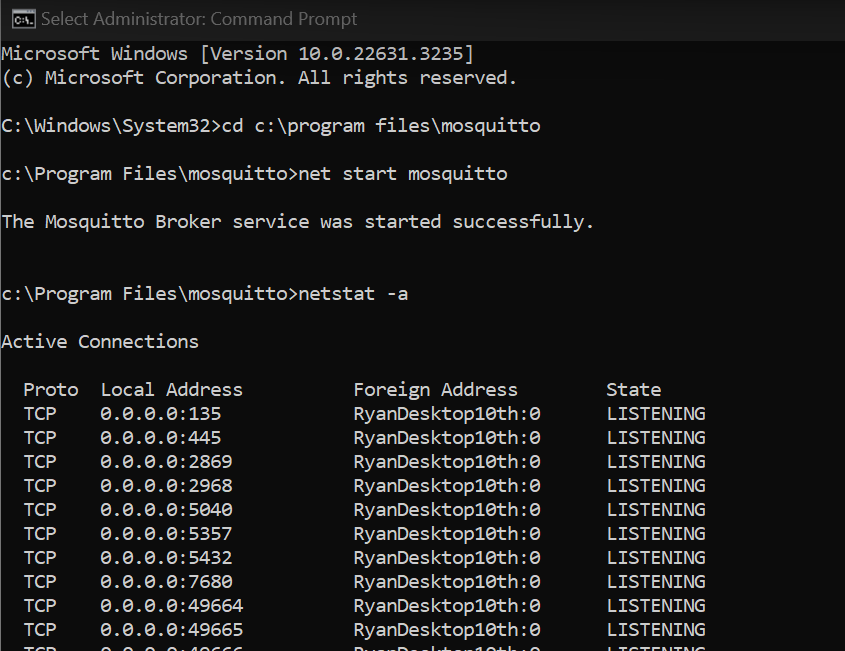 Select Administrator: Command Prompt
Microsoft Windows [Version 10.0.22631.3235]
(c) Microsoft Corporation. All rights reserved.
C:\Windows\System32>cd c:\program files\mosquitto
c:\Program Files\mosquitto>net start mosquitto
The Mosquitto Broker service was started successfully.
c:\Program Files\mosquitto>netstat -a
Active Connections
Proto  Local Address          Foreign Address        State
TCP    0.0.0.0:135            RyanDesktop10th:0      LISTENING
TCP    0.0.0.0:445            RyanDesktop10th:0      LISTENING
TCP    0.0.0.0:2869           RyanDesktop10th:0      LISTENING
TCP    0.0.0.0:2968           RyanDesktop10th:0      LISTENING
TCP    0.0.0.0:5040           RyanDesktop10th:0      LISTENING
TCP    0.0.0.0:5357           RyanDesktop10th:0      LISTENING
TCP    0.0.0.0:5432           RyanDesktop10th:0      LISTENING
TCP    0.0.0.0:7680           RyanDesktop10th:0      LISTENING
TCP    0.0.0.0:49664          RyanDesktop10th:0      LISTENING
TCP    0.0.0.0:49665          RyanDesktop10th:0      LISTENING